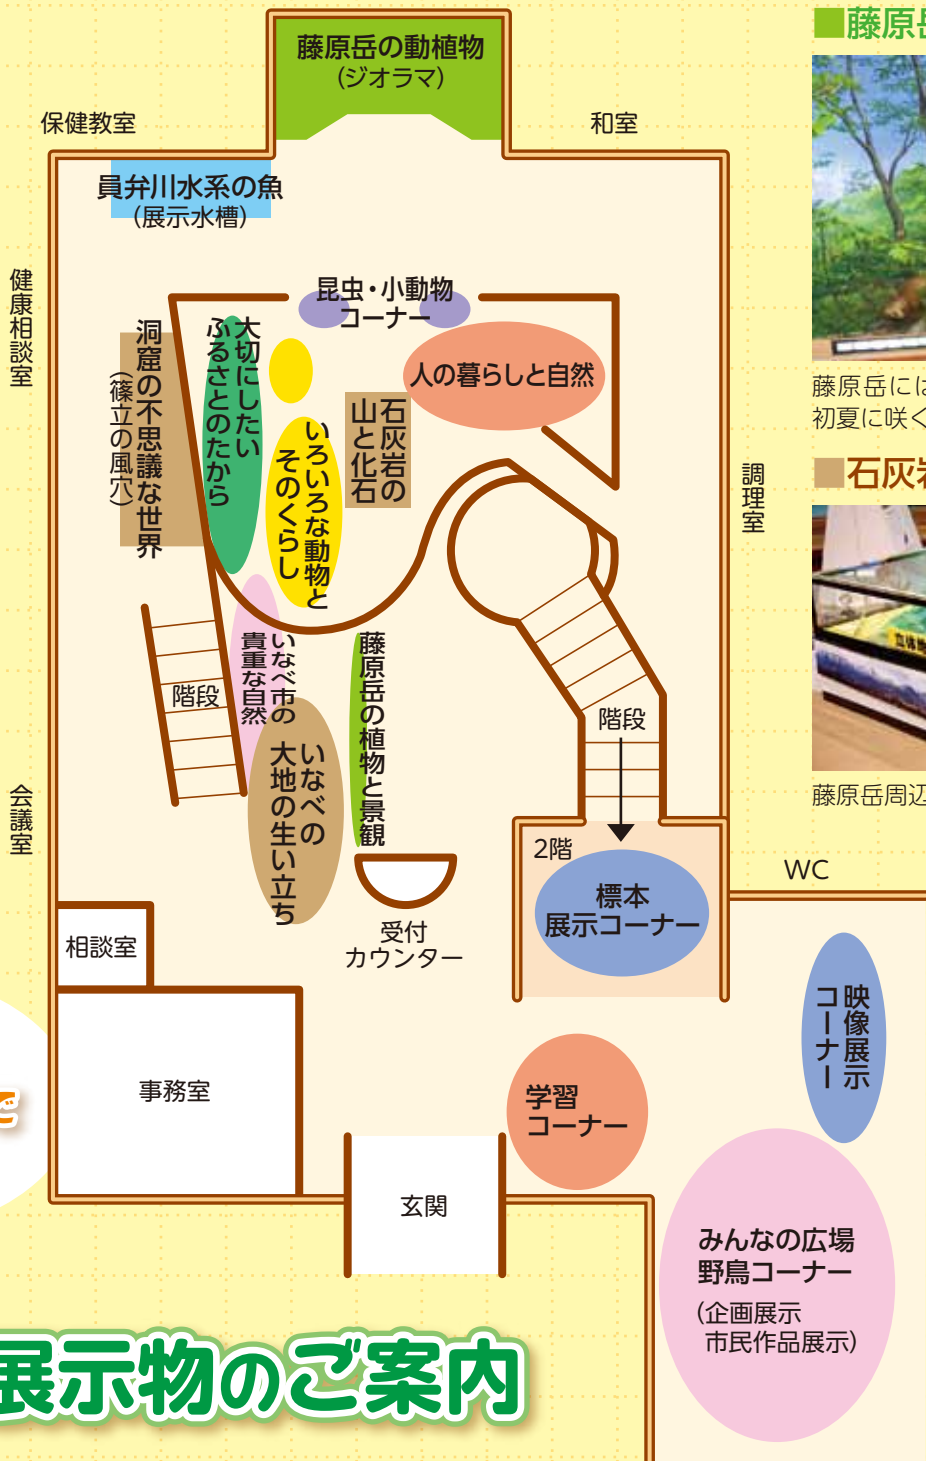 藤原岳の動植物
（ジオラマ）
保健教室
和室
員弁川水系の魚
（展示水槽）
健康相談室
昆虫・小動物
コーナー
洞窟の不思議な世界
（篠立の風穴）
大切にしたい
ふるさとのたから
いろいろな動物と
そのくらし
石灰岩の
山と化石
人の暮らしと自然
調理室
階段
いなべ市の
貴重な自然
いなべの
大地の生い立ち
藤原岳の植物と景観
階段
会議室
2階
標本
展示コーナー
受付
カウンター
相談室
事務室
WC
映像展示
コーナー
学習
コーナー
玄関
みんなの広場
野鳥コーナー
（企画展示
市民作品展示）
展示物のご案内
■藤原岳
藤原岳には
初夏に咲く
■石灰岩
藤原岳周辺